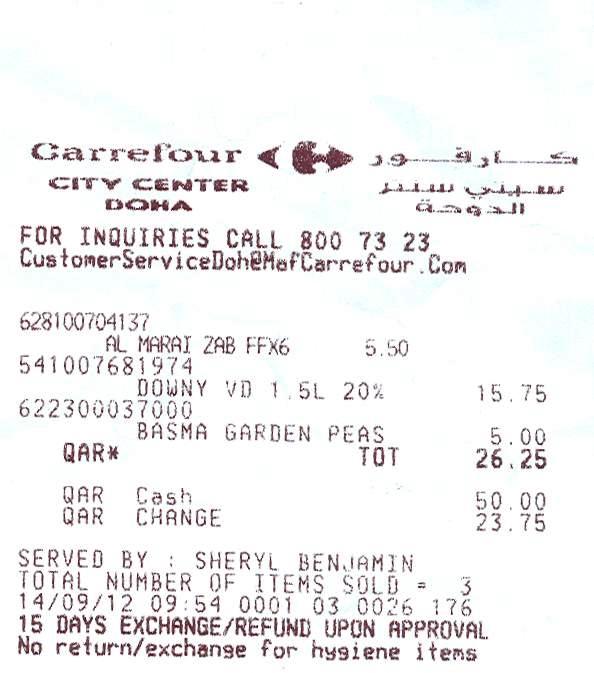 Carrefour كارفور
CITY CENTER سيتي سنتر
DOHA الدوحة
FOR INQUIRIES CALL 800 73 23
CustomerServiceDoh@MafCarrefour.Com
628100704137
AL MARAI ZAB FFX6 5.50
541007681974
DOWNY VD 1.5L 20% 15.75
622300037000
BASMA GARDEN PEAS 5.00
QAR* TOT 26.25
QAR Cash 50.00
QAR CHANGE 23.75
SERVED BY : SHERYL BENJAMIN
TOTAL NUMBER OF ITEMS SOLD = 3
14/09/12 09:54 0001 03 0026 176
15 DAYS EXCHANGE/REFUND UPON APPROVAL
No return/exchange for hygiene items